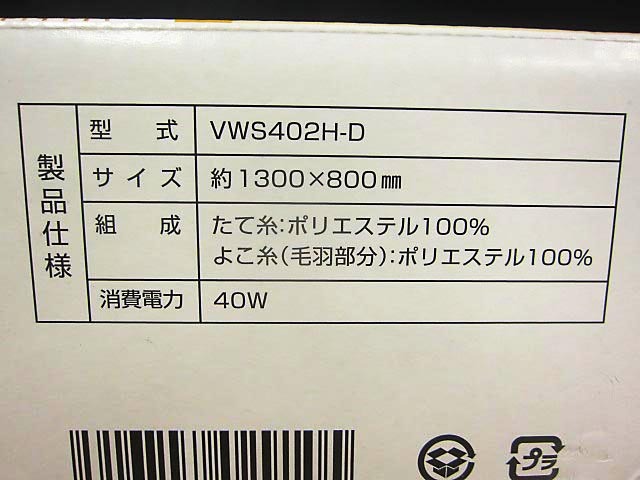 製品仕様
型 式 VWS402H-D
サイズ 約1300×800㎜
組 成 たて糸:ポリエステル100%
よこ糸(毛羽部分):ポリエステル100%
消費電力 40W
プラ